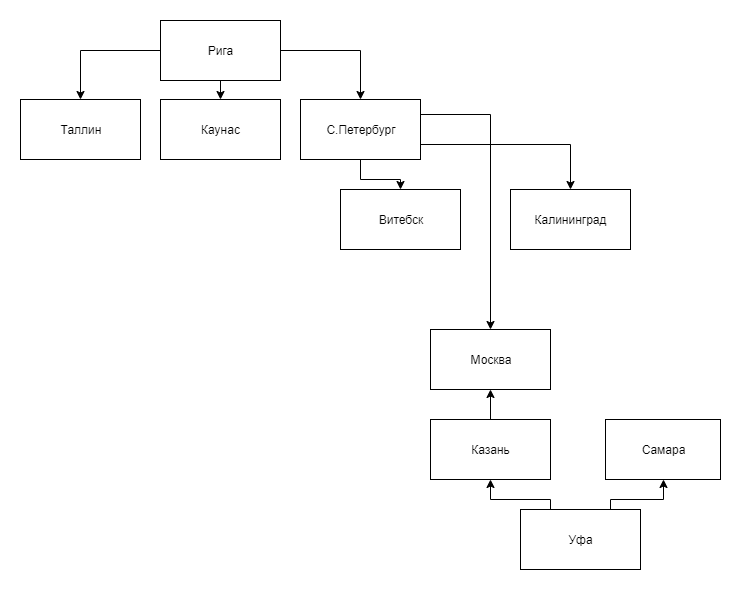 Рига
Таллин
Каунас
С.Петербург
Витебск
Калининград
Москва
Казань
Самара
Уфа